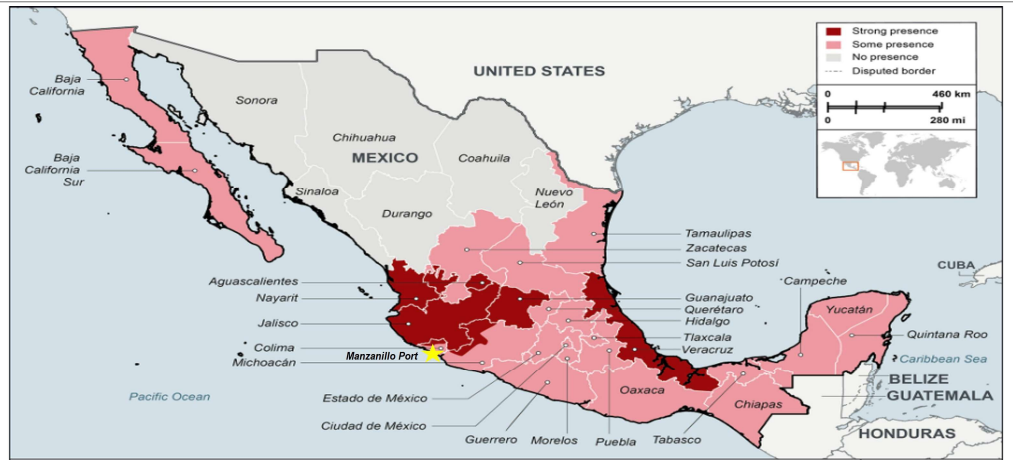 Strong presence
Some presence
No presence
Disputed border
0
460 km
0
280 mi
UNITED STATES
MEXICO
Baja
California
Sonora
Chihuahua
Coahuila
Baja
California
Sur
Sinaloa
Nuevo
León
Durango
Tamaulipas
Zacatecas
San Luis Potosí
CUBA
Campeche
Aguascalientes
Nayarit
Jalisco
Colima
Michoacán
Manzanillo Port
Guanajuato
Querétaro
Hidalgo
Tlaxcala
Veracruz
Yucatán
Quintana Roo
Caribbean Sea
BELIZE
GUATEMALA
HONDURAS
Pacific Ocean
Estado de México
Ciudad de México
Guerrero
Morelos
Puebla
Tabasco
Oaxaca
Chiapas